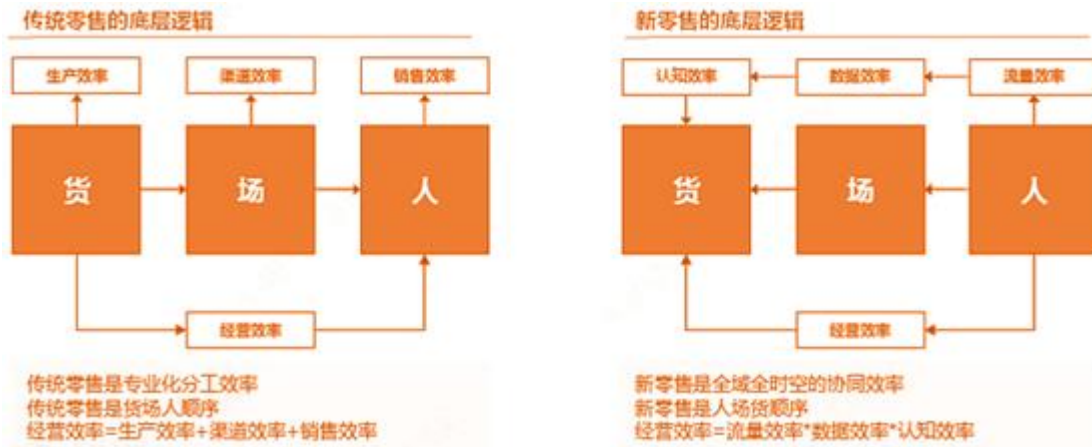 传统零售的底层逻辑
生产效率
渠道效率
销售效率
货
场
人
经营效率
传统零售是专业化分工效率
传统零售是货场人顺序
经营效率=生产效率+渠道效率+销售效率
新零售的底层逻辑
认知效率
数据效率
流量效率
货
场
人
经营效率
新零售是全域全时空的协同效率
新零售是人场货顺序
经营效率=流量效率*数据效率*认知效率